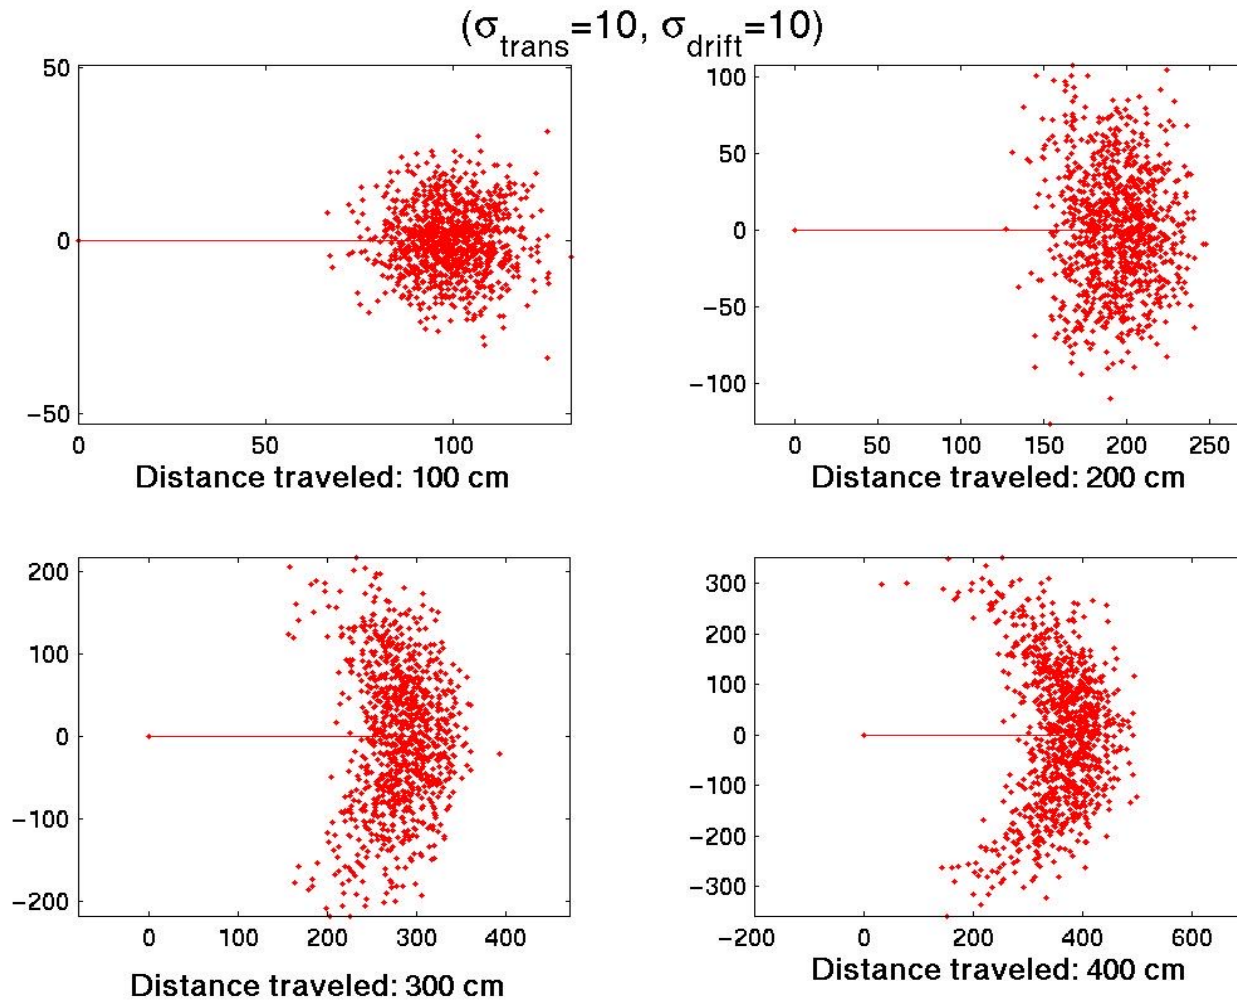 (σtrans=10, σdrift=10)
50
0
−50
0 50 100
Distance traveled: 100 cm
100
50
0
−50
−100
0 50 100 150 200 250
Distance traveled: 200 cm
200
100
0
−100
−200
0 100 200 300 400
Distance traveled: 300 cm
300
200
100
0
−100
−200
−300
−200 0 200 400 600
Distance traveled: 400 cm